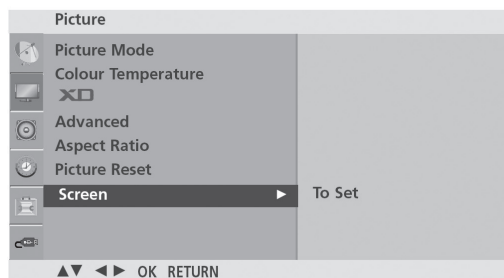 Picture
Picture Mode
Colour Temperature
XD
Advanced
Aspect Ratio
Picture Reset
Screen ► To Set
▲▼ ◄► OK RETURN